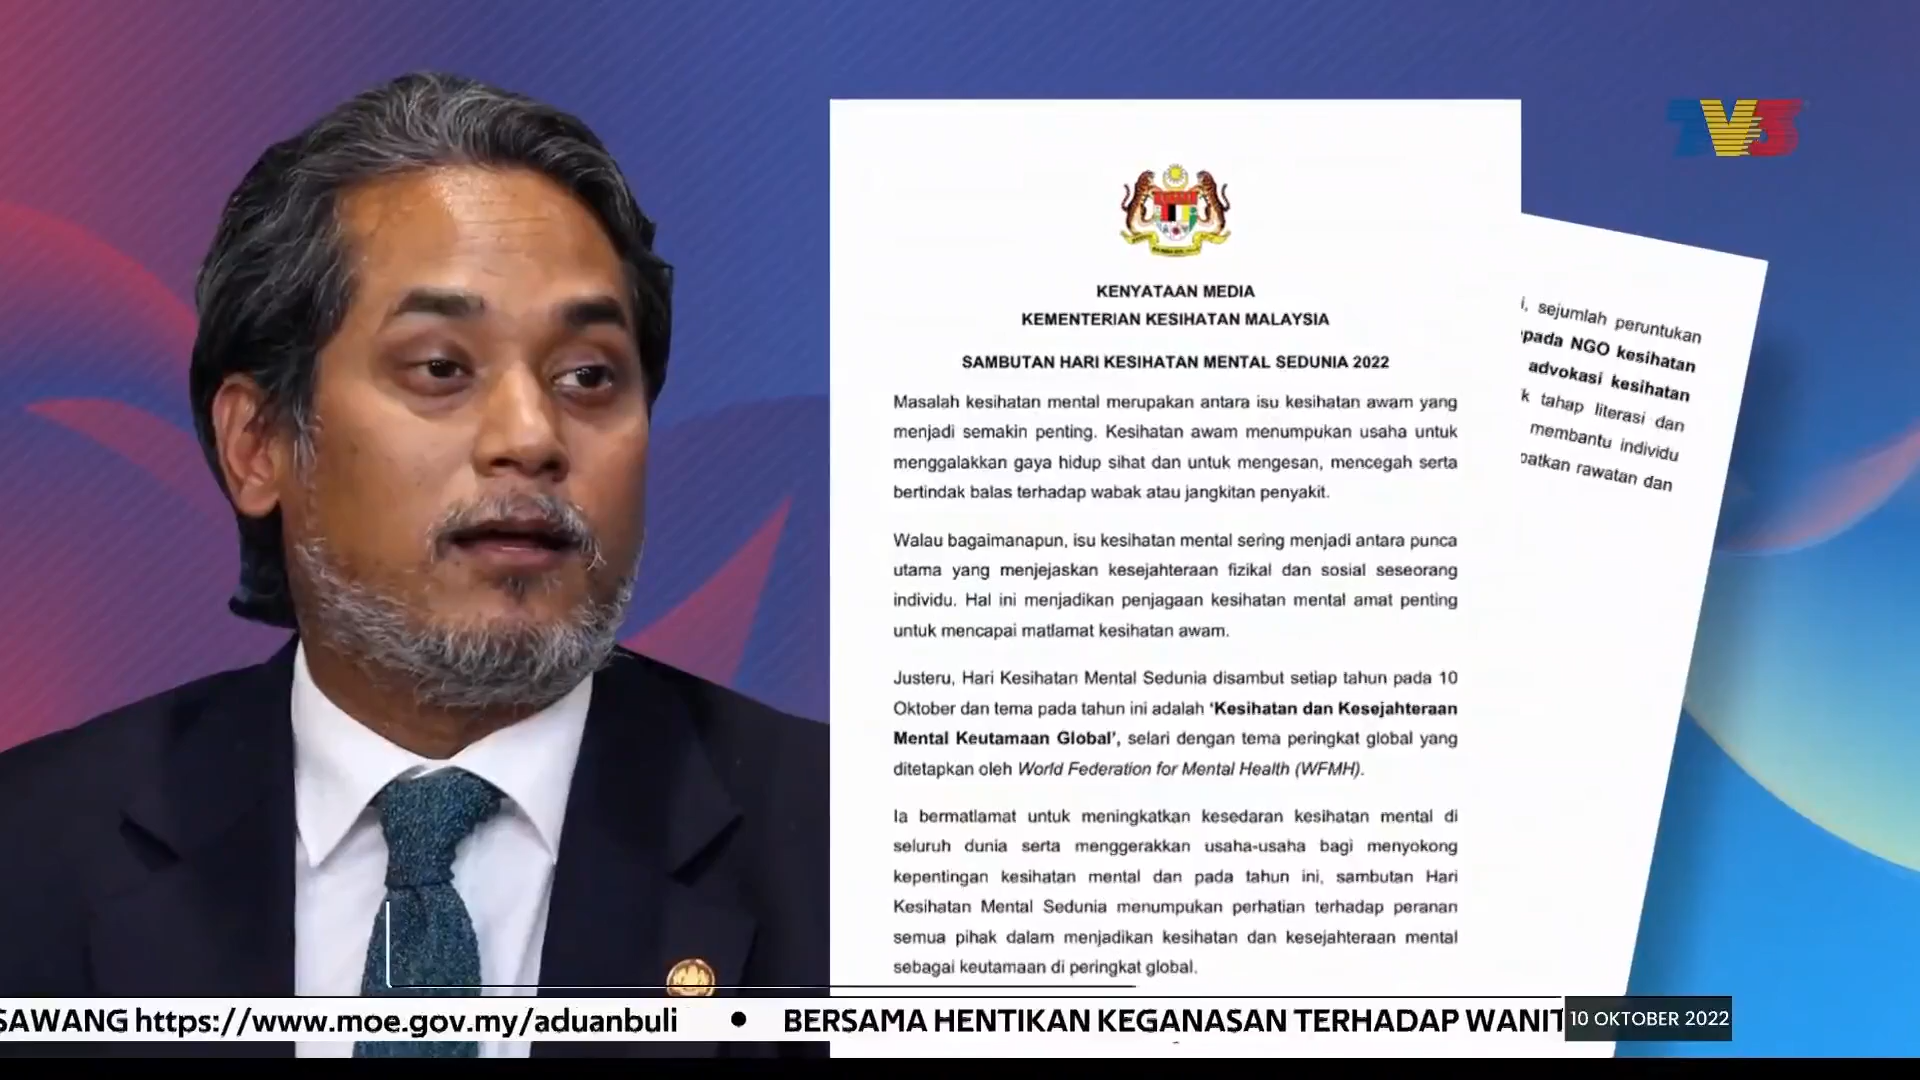 TV3
KENYATAAN MEDIA
KEMENTERIAN KESIHATAN MALAYSIA
SAMBUTAN HARI KESIHATAN MENTAL SEDUNIA 2022
Masalah kesihatan mental merupakan antara isu kesihatan awam yang
menjadi semakin penting. Kesihatan awam menumpukan usaha untuk
menggalakkan gaya hidup sihat dan untuk mengesan, mencegah serta
bertindak balas terhadap wabak atau jangkitan penyakit.
Walau bagaimanapun, isu kesihatan mental sering menjadi antara punca
utama yang menjejaskan kesejahteraan fizikal dan sosial seseorang
individu. Hal ini menjadikan penjagaan kesihatan mental amat penting
untuk mencapai matlamat kesihatan awam.
Justeru, Hari Kesihatan Mental Sedunia disambut setiap tahun pada 10
Oktober dan tema pada tahun ini adalah ‘Kesihatan dan Kesejahteraan
Mental Keutamaan Global’, selari dengan tema peringkat global yang
ditetapkan oleh World Federation for Mental Health (WFMH).
Ia bermatlamat untuk meningkatkan kesedaran kesihatan mental di
seluruh dunia serta menggerakkan usaha-usaha bagi menyokong
kepentingan kesihatan mental dan pada tahun ini, sambutan Hari
Kesihatan Mental Sedunia menumpukan perhatian terhadap peranan
semua pihak dalam menjadikan kesihatan dan kesejahteraan mental
sebagai keutamaan di peringkat global.
i, sejumlah peruntukan
pada NGO kesihatan
advokasi kesihatan
k tahap literasi dan
membantu individu
patkan rawatan dan
SAWANG https://www.moe.gov.my/aduanbuli • BERSAMA HENTIKAN KEGANASAN TERHADAP WANIT
10 OKTOBER 2022